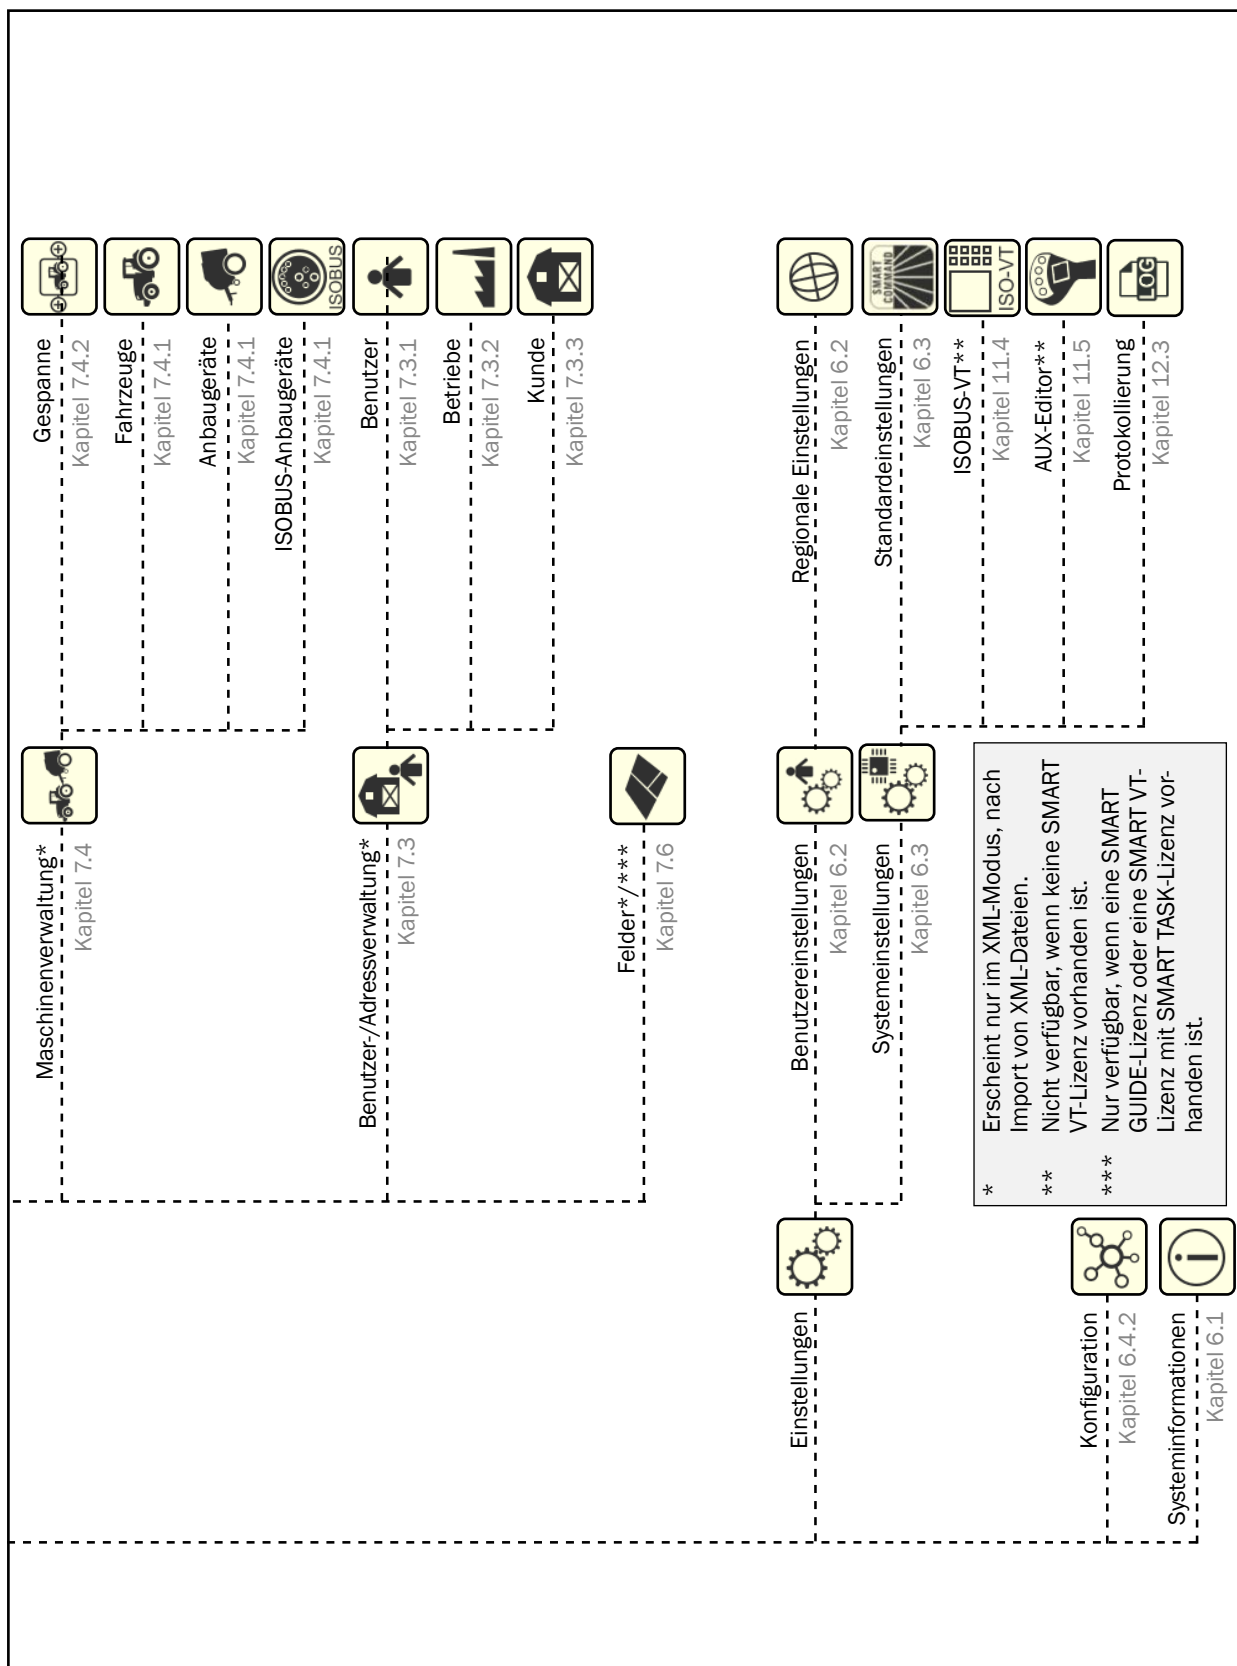 Maschinenverwaltung*
Kapitel 7.4
Gespanne
Kapitel 7.4.2
Fahrzeuge
Kapitel 7.4.1
Anbaugeräte
Kapitel 7.4.1
ISOBUS-Anbaugeräte
Kapitel 7.4.1
ISOBUS
Benutzer-/Adressverwaltung*
Kapitel 7.3
Benutzer
Kapitel 7.3.1
Betriebe
Kapitel 7.3.2
Kunde
Kapitel 7.3.3
Felder*/***
Kapitel 7.6
Einstellungen
Benutzereinstellungen
Kapitel 6.2
Regionale Einstellungen
Kapitel 6.2
Systemeinstellungen
Kapitel 6.3
Standardeinstellungen
Kapitel 6.3
SMART
COMMAND
ISOBUS-VT**
Kapitel 11.4
ISO-VT
AUX-Editor**
Kapitel 11.5
Protokollierung
Kapitel 12.3
LOG
* Erscheint nur im XML-Modus, nach
Import von XML-Dateien.
** Nicht verfügbar, wenn keine SMART
VT-Lizenz vorhanden ist.
*** Nur verfügbar, wenn eine SMART
GUIDE-Lizenz oder eine SMART VT-
Lizenz mit SMART TASK-Lizenz vor-
handen ist.
Konfiguration
Kapitel 6.4.2
Systeminformationen
Kapitel 6.1